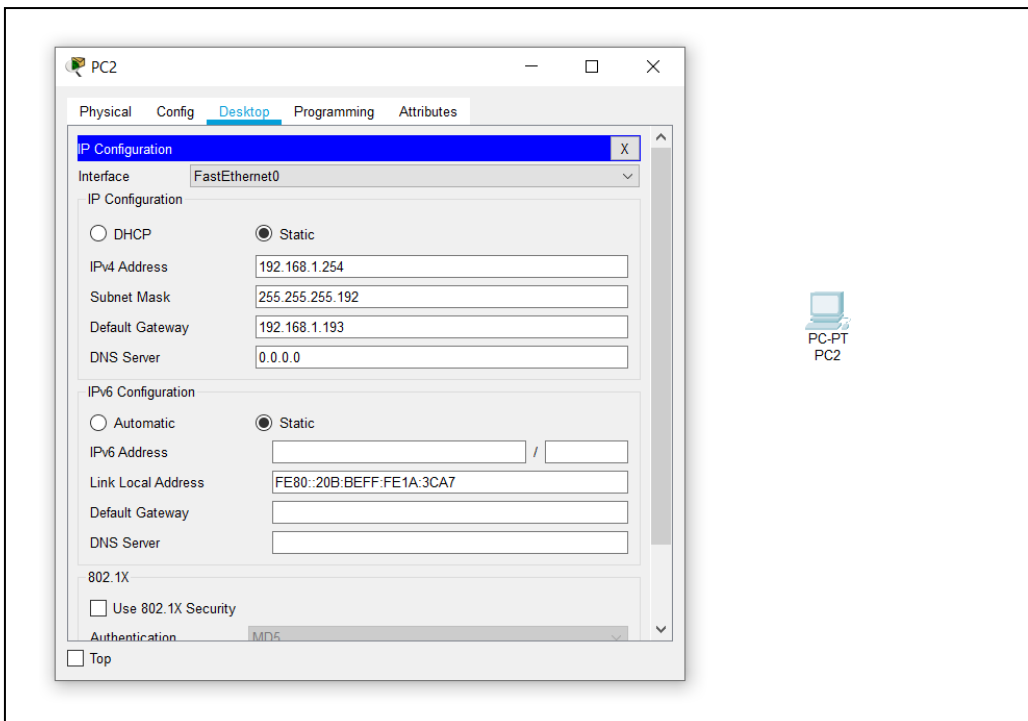 PC2
Physical Config Desktop Programming Attributes
IP Configuration X
Interface FastEthernet0
IP Configuration
DHCP Static
IPv4 Address 192.168.1.254
Subnet Mask 255.255.255.192
Default Gateway 192.168.1.193
DNS Server 0.0.0.0
IPv6 Configuration
Automatic Static
IPv6 Address /
Link Local Address FE80::20B:BEFF:FE1A:3CA7
Default Gateway
DNS Server
802.1X
Use 802.1X Security
Authentication MD5
Top
PC-PT
PC2